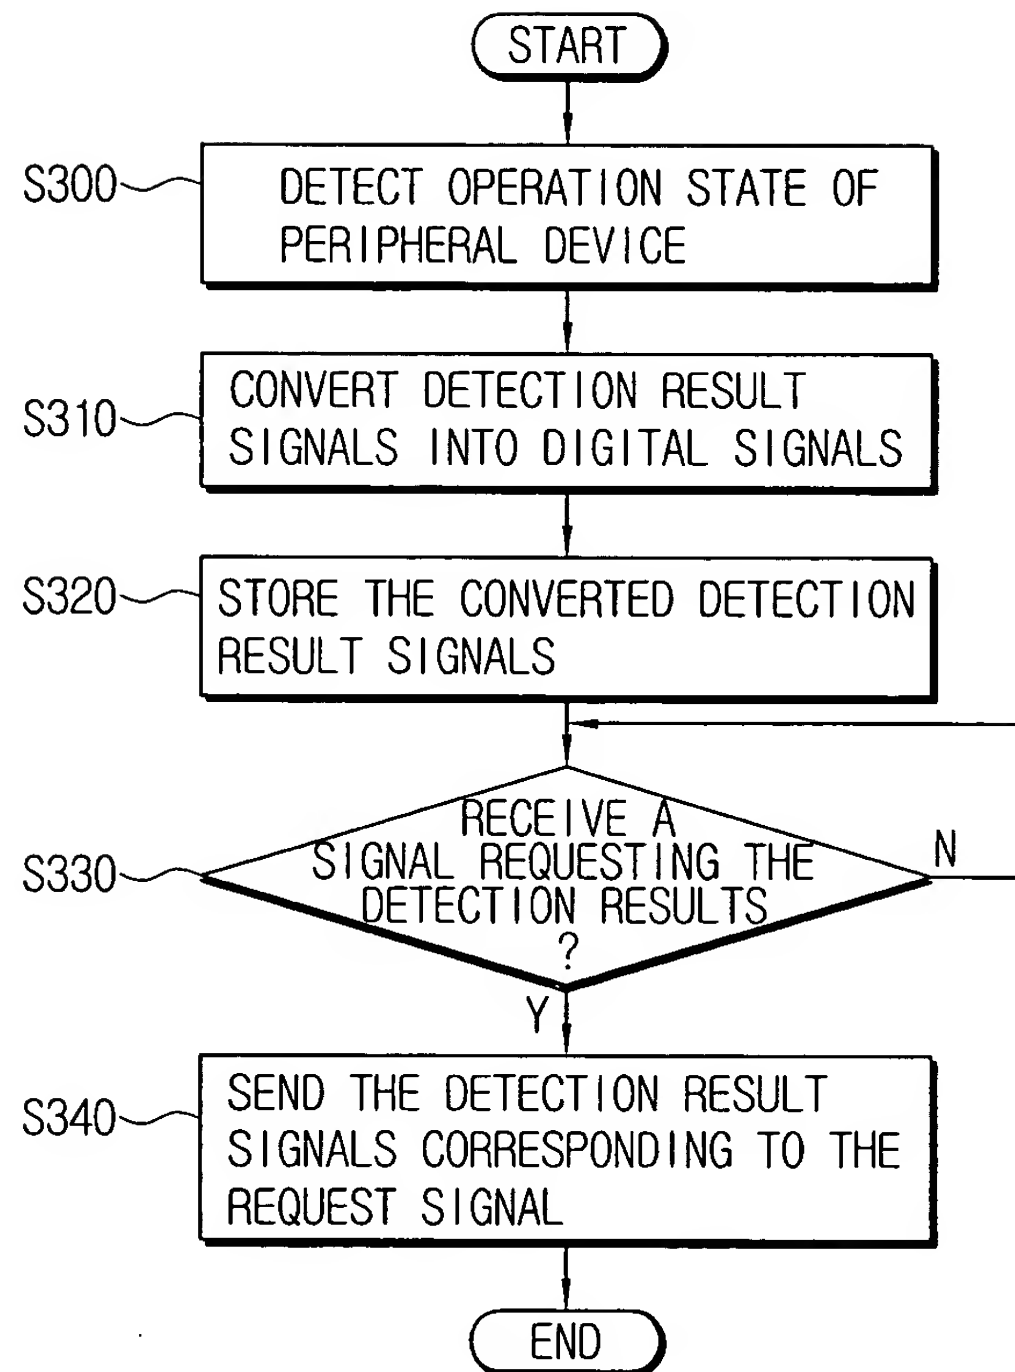 START
S300
DETECT OPERATION STATE OF
PERIPHERAL DEVICE
S310
CONVERT DETECTION RESULT
SIGNALS INTO DIGITAL SIGNALS
S320
STORE THE CONVERTED DETECTION
RESULT SIGNALS
S330
RECEIVE A
SIGNAL REQUESTING THE
DETECTION RESULTS
?
N
Y
S340
SEND THE DETECTION RESULT
SIGNALS CORRESPONDING TO THE
REQUEST SIGNAL
END